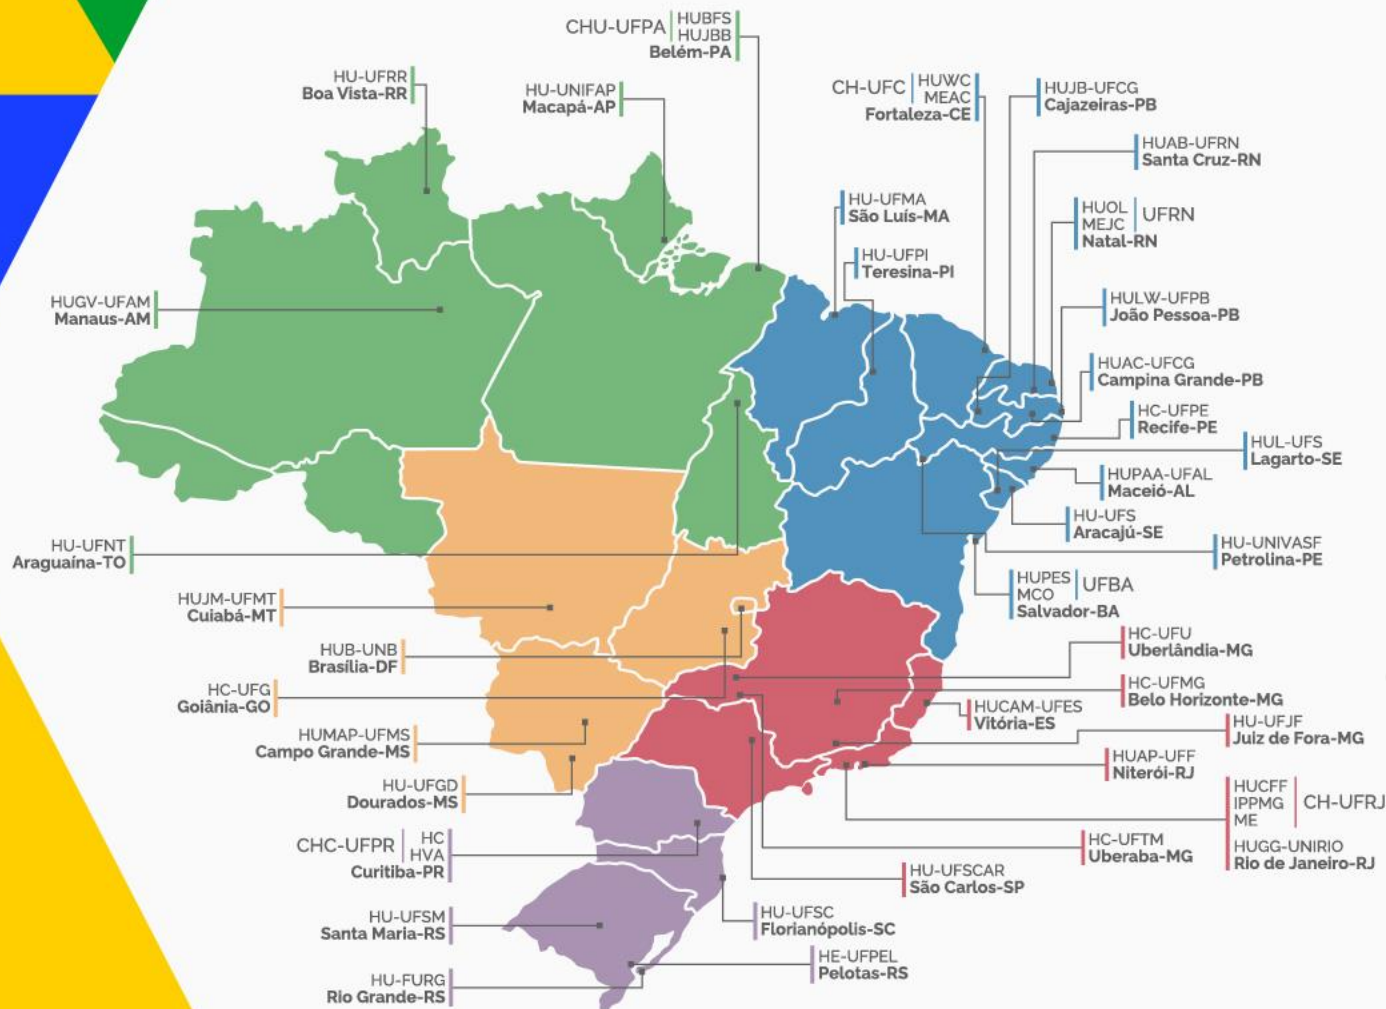 CHU-UFPA
HUBFS
HUJBB
Belém-PA
HU-UFRR
Boa Vista-RR
HU-UNIFAP
Macapá-AP
CH-UFC
HUWC
MEAC
Fortaleza-CE
HUJB-UFCG
Cajazeiras-PB
HUAB-UFRN
Santa Cruz-RN
HU-UFMA
São Luís-MA
HUOL
MEJC
UFRN
Natal-RN
HU-UFPI
Teresina-PI
HUGV-UFAM
Manaus-AM
HULW-UFPB
João Pessoa-PB
HUAC-UFCG
Campina Grande-PB
HC-UFPE
Recife-PE
HUL-UFS
Lagarto-SE
HUPAA-UFAL
Maceió-AL
HU-UFS
Aracajú-SE
HU-UFNT
Araguaína-TO
HU-UNIVASF
Petrolina-PE
HUPES
MCO
UFBA
Salvador-BA
HUJM-UFMT
Cuiabá-MT
HUB-UNB
Brasília-DF
HC-UFU
Uberlândia-MG
HC-UFG
Goiânia-GO
HC-UFMG
Belo Horizonte-MG
HUCAM-UFES
Vitória-ES
HU-UFJF
Juiz de Fora-MG
HUMAP-UFMS
Campo Grande-MS
HUAP-UFF
Niterói-RJ
HU-UFGD
Dourados-MS
HUCFF
IPPMG
ME
CH-UFRJ
HUGG-UNIRIO
Rio de Janeiro-RJ
CHC-UFPR
HC
HVA
Curitiba-PR
HC-UFTM
Uberaba-MG
HU-UFSCAR
São Carlos-SP
HU-UFSM
Santa Maria-RS
HU-UFSC
Florianópolis-SC
HE-UFPEL
Pelotas-RS
HU-FURG
Rio Grande-RS